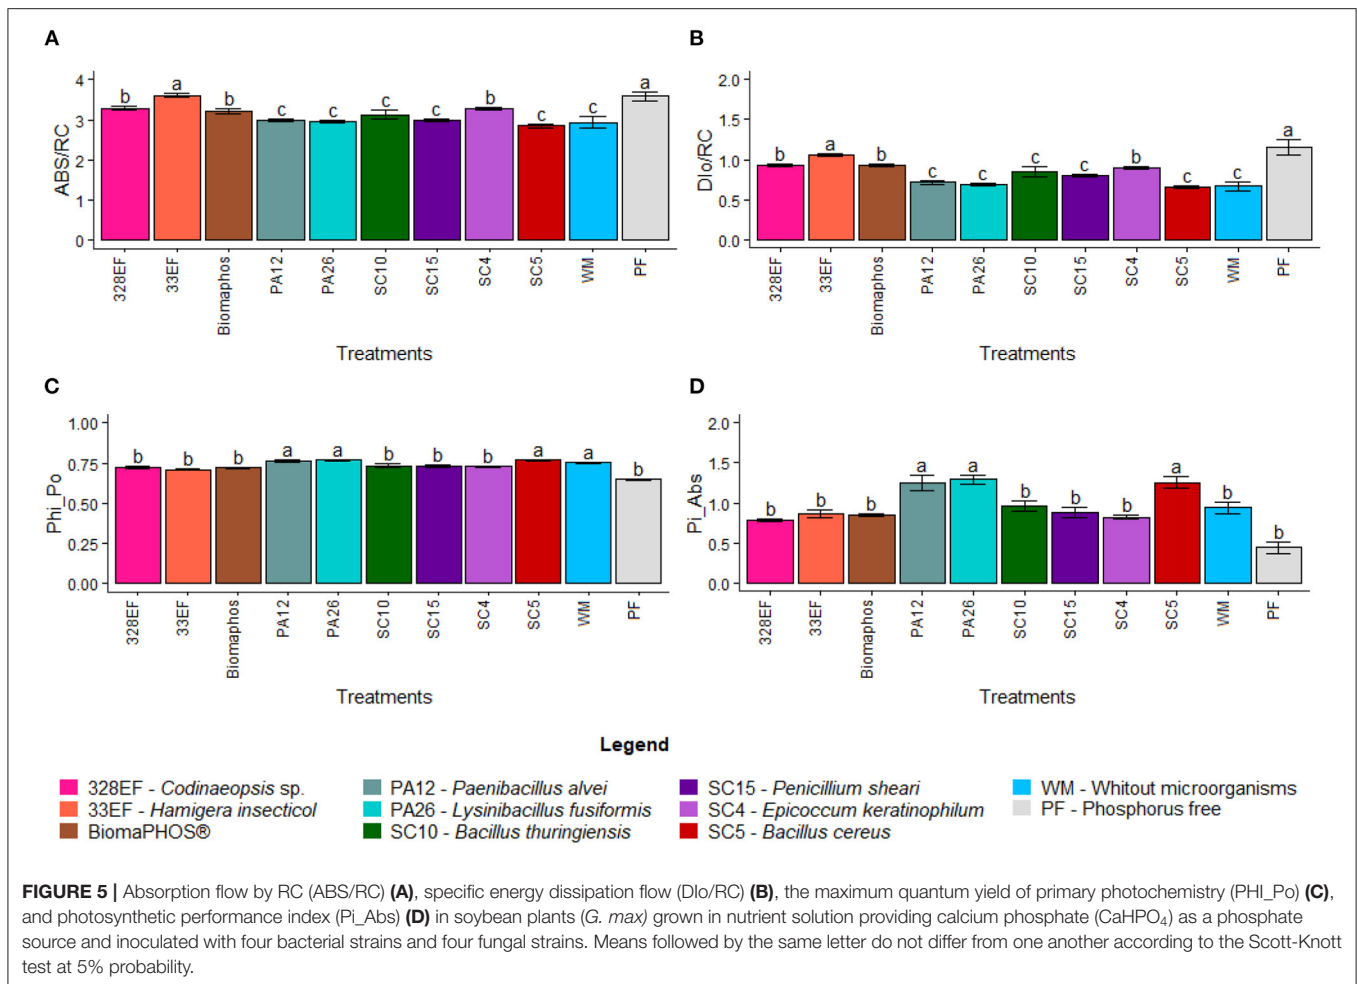 A
ABS/RC
4
3
2
1
0
b
a
b
c
c
c
c
b
c
c
a
328EF
33EF
Biomaphos
PA12
PA26
SC10
SC15
SC4
SC5
WM
PF
Treatments
B
DIo/RC
2.0
1.5
1.0
0.5
0.0
b
a
b
c
c
c
c
b
c
c
a
328EF
33EF
Biomaphos
PA12
PA26
SC10
SC15
SC4
SC5
WM
PF
Treatments
C
Phi_Po
1.00
0.75
0.50
0.25
0.00
b
b
b
a
a
b
b
b
a
a
b
328EF
33EF
Biomaphos
PA12
PA26
SC10
SC15
SC4
SC5
WM
PF
Treatments
D
Pi_Abs
2.0
1.5
1.0
0.5
0.0
b
b
b
a
a
b
b
b
a
b
b
328EF
33EF
Biomaphos
PA12
PA26
SC10
SC15
SC4
SC5
WM
PF
Treatments
Legend
328EF - Codinaeopsis sp.
33EF - Hamigera insecticol
BiomaPHOS®
PA12 - Paenibacillus alvei
PA26 - Lysinibacillus fusiformis
SC10 - Bacillus thuringiensis
SC15 - Penicillium sheari
SC4 - Epicoccum keratinophilum
SC5 - Bacillus cereus
WM - Whitout microorganisms
PF - Phosphorus free
FIGURE 5 | Absorption flow by RC (ABS/RC) (A), specific energy dissipation flow (DIo/RC) (B), the maximum quantum yield of primary photochemistry (PHI_Po) (C),
and photosynthetic performance index (Pi_Abs) (D) in soybean plants (G. max) grown in nutrient solution providing calcium phosphate (CaHPO4) as a phosphate
source and inoculated with four bacterial strains and four fungal strains. Means followed by the same letter do not differ from one another according to the Scott-Knott
test at 5% probability.